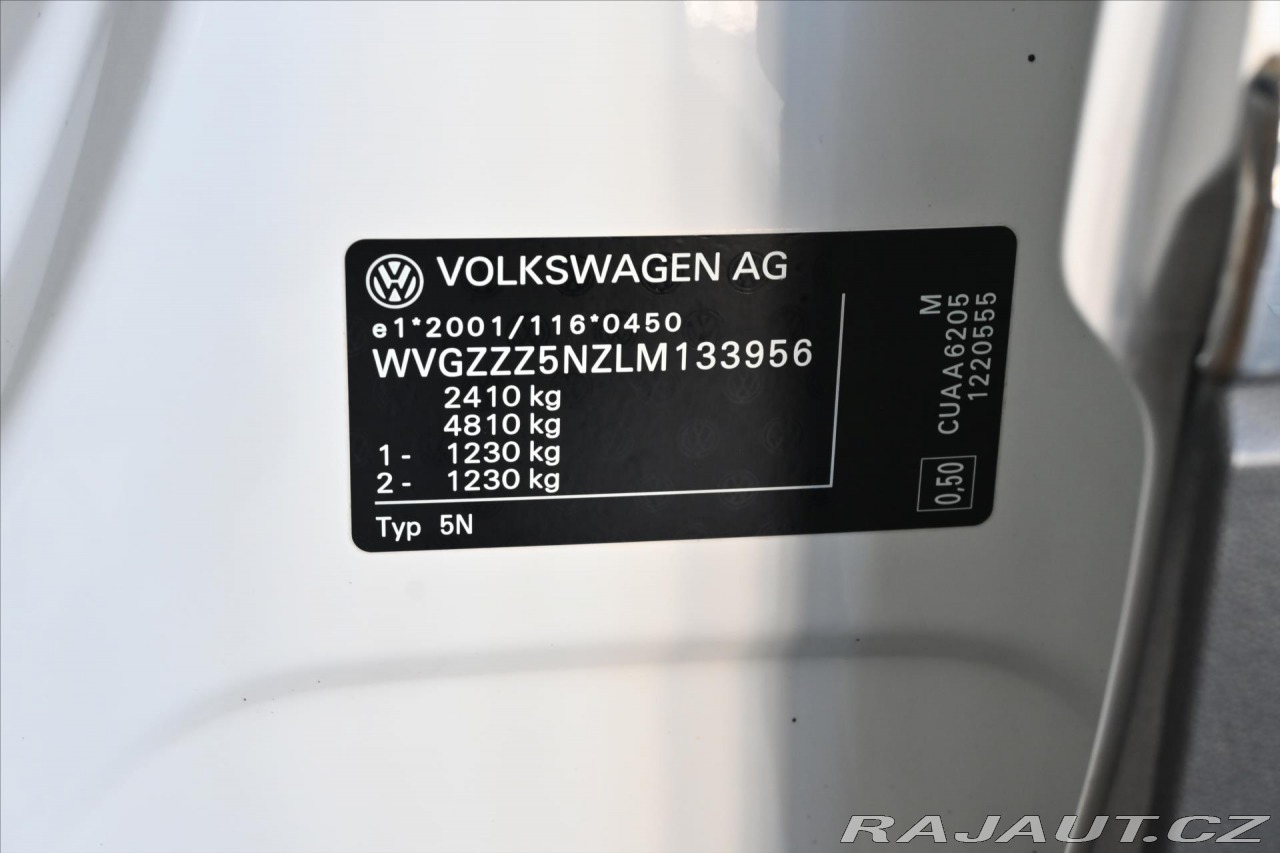 VOLKSWAGEN AG
e1*2001/116*0450
WVGZZZ5NZLM133956
2410 kg
4810 kg
1- 1230 kg
2- 1230 kg
Typ 5N
M
0,50 CUAA6205
1220555
RAJAUT.CZ